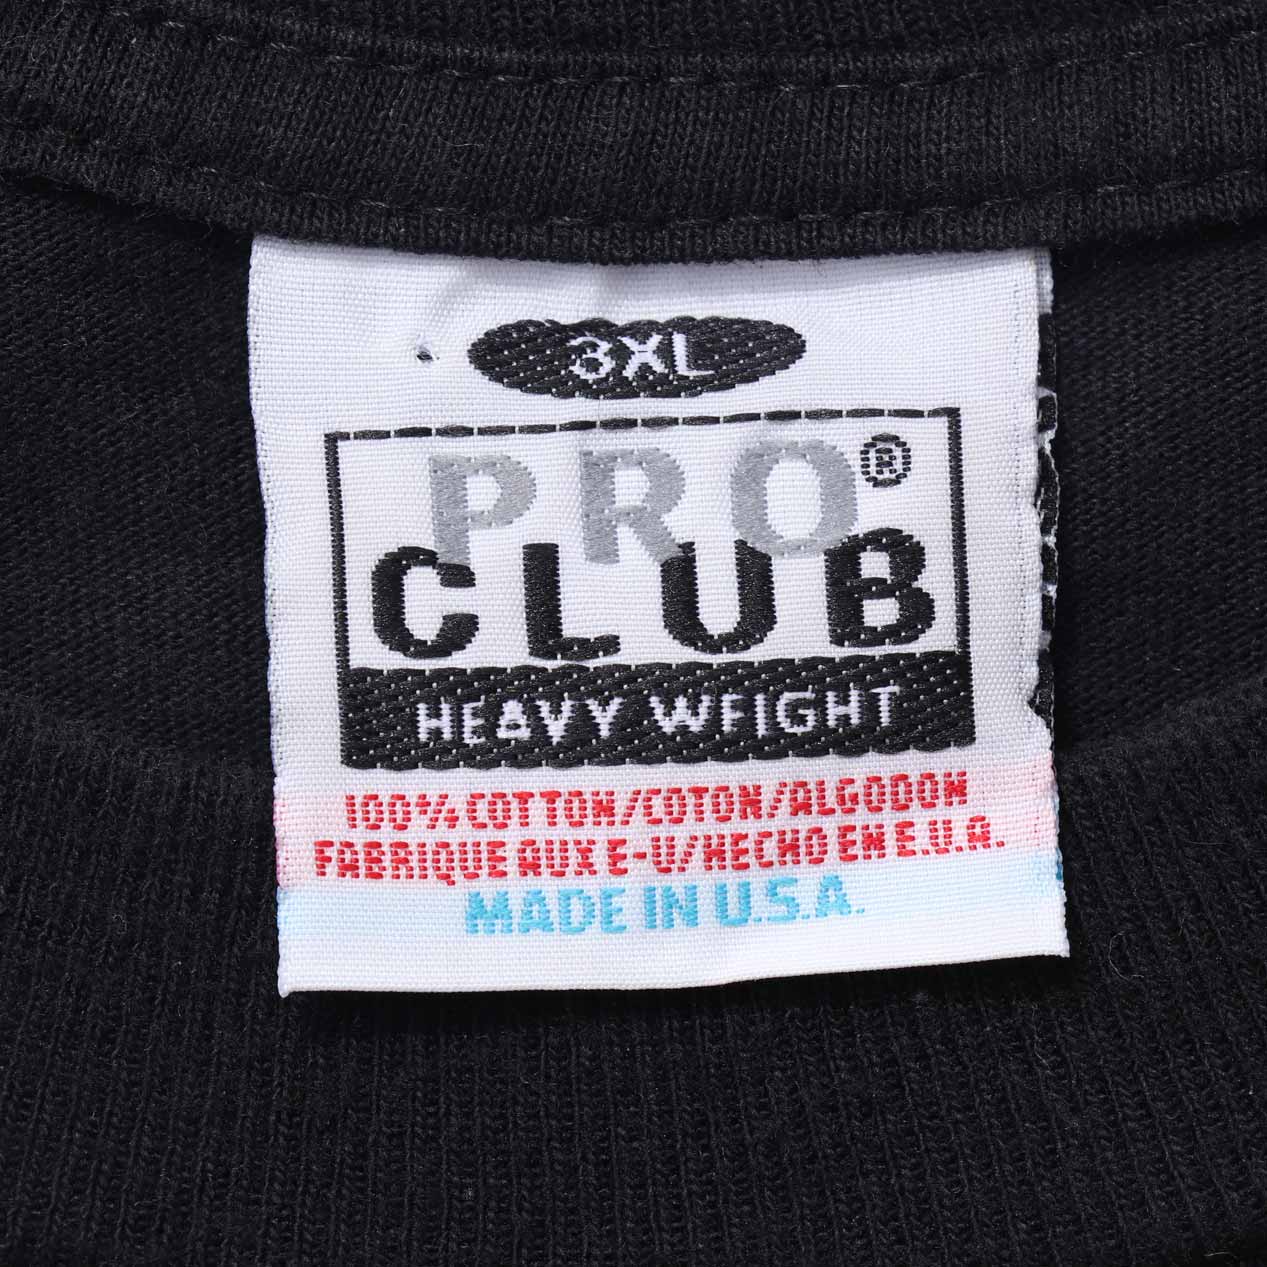 3XL
PRO®
CLUB
HEAVY WEIGHT
100% COTTON/COTON/ALGODON
FABRIQUE AUX E-U/HECHO EN E.U.A.
MADE IN U.S.A.